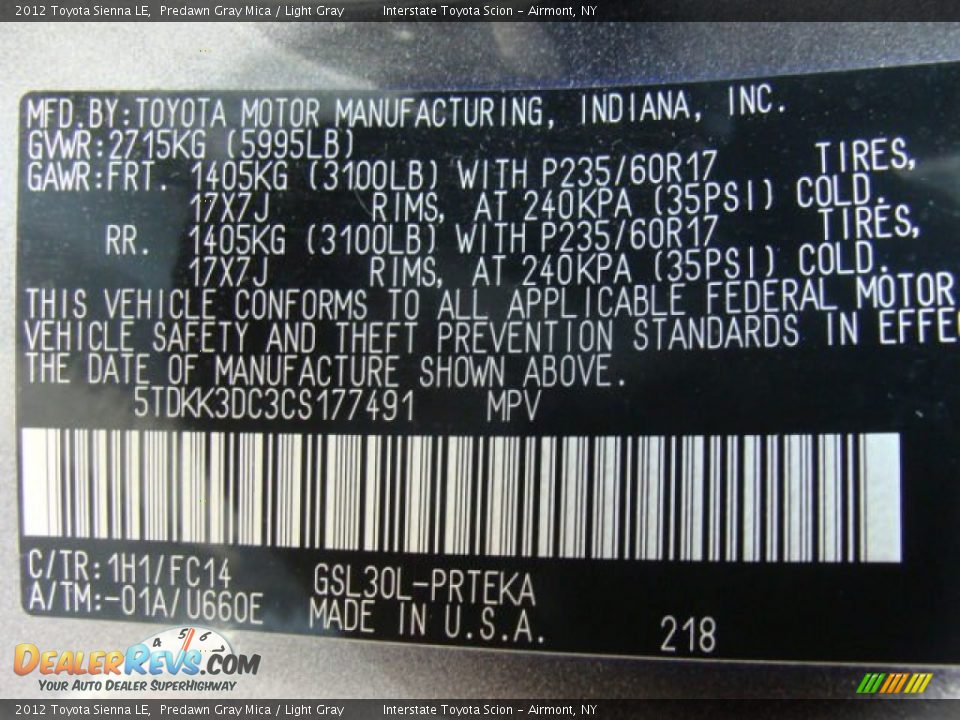 2012 Toyota Sienna LE, Predawn Gray Mica / Light Gray Interstate Toyota Scion - Airmont, NY
MFD.BY:TOYOTA MOTOR MANUFACTURING, INDIANA, INC.
GVWR:2715KG (5995LB)
GAWR:FRT. 1405KG (3100LB) WITH P235/60R17 TIRES,
17X7J RIMS, AT 240KPA (35PSI) COLD.
RR. 1405KG (3100LB) WITH P235/60R17 TIRES,
17X7J RIMS, AT 240KPA (35PSI) COLD.
THIS VEHICLE CONFORMS TO ALL APPLICABLE FEDERAL MOTOR
VEHICLE SAFETY AND THEFT PREVENTION STANDARDS IN EFFE
THE DATE OF MANUFACTURE SHOWN ABOVE.
5TDKK3DC3CS177491 MPV
C/TR:1H1/FC14 GSL30L-PRTEKA
A/TM:-01A/U660E MADE IN U.S.A. 218
4 5 6
DEALERREVS.COM
YOUR AUTO DEALER SUPERHIGHWAY
2012 Toyota Sienna LE, Predawn Gray Mica / Light Gray Interstate Toyota Scion - Airmont, NY